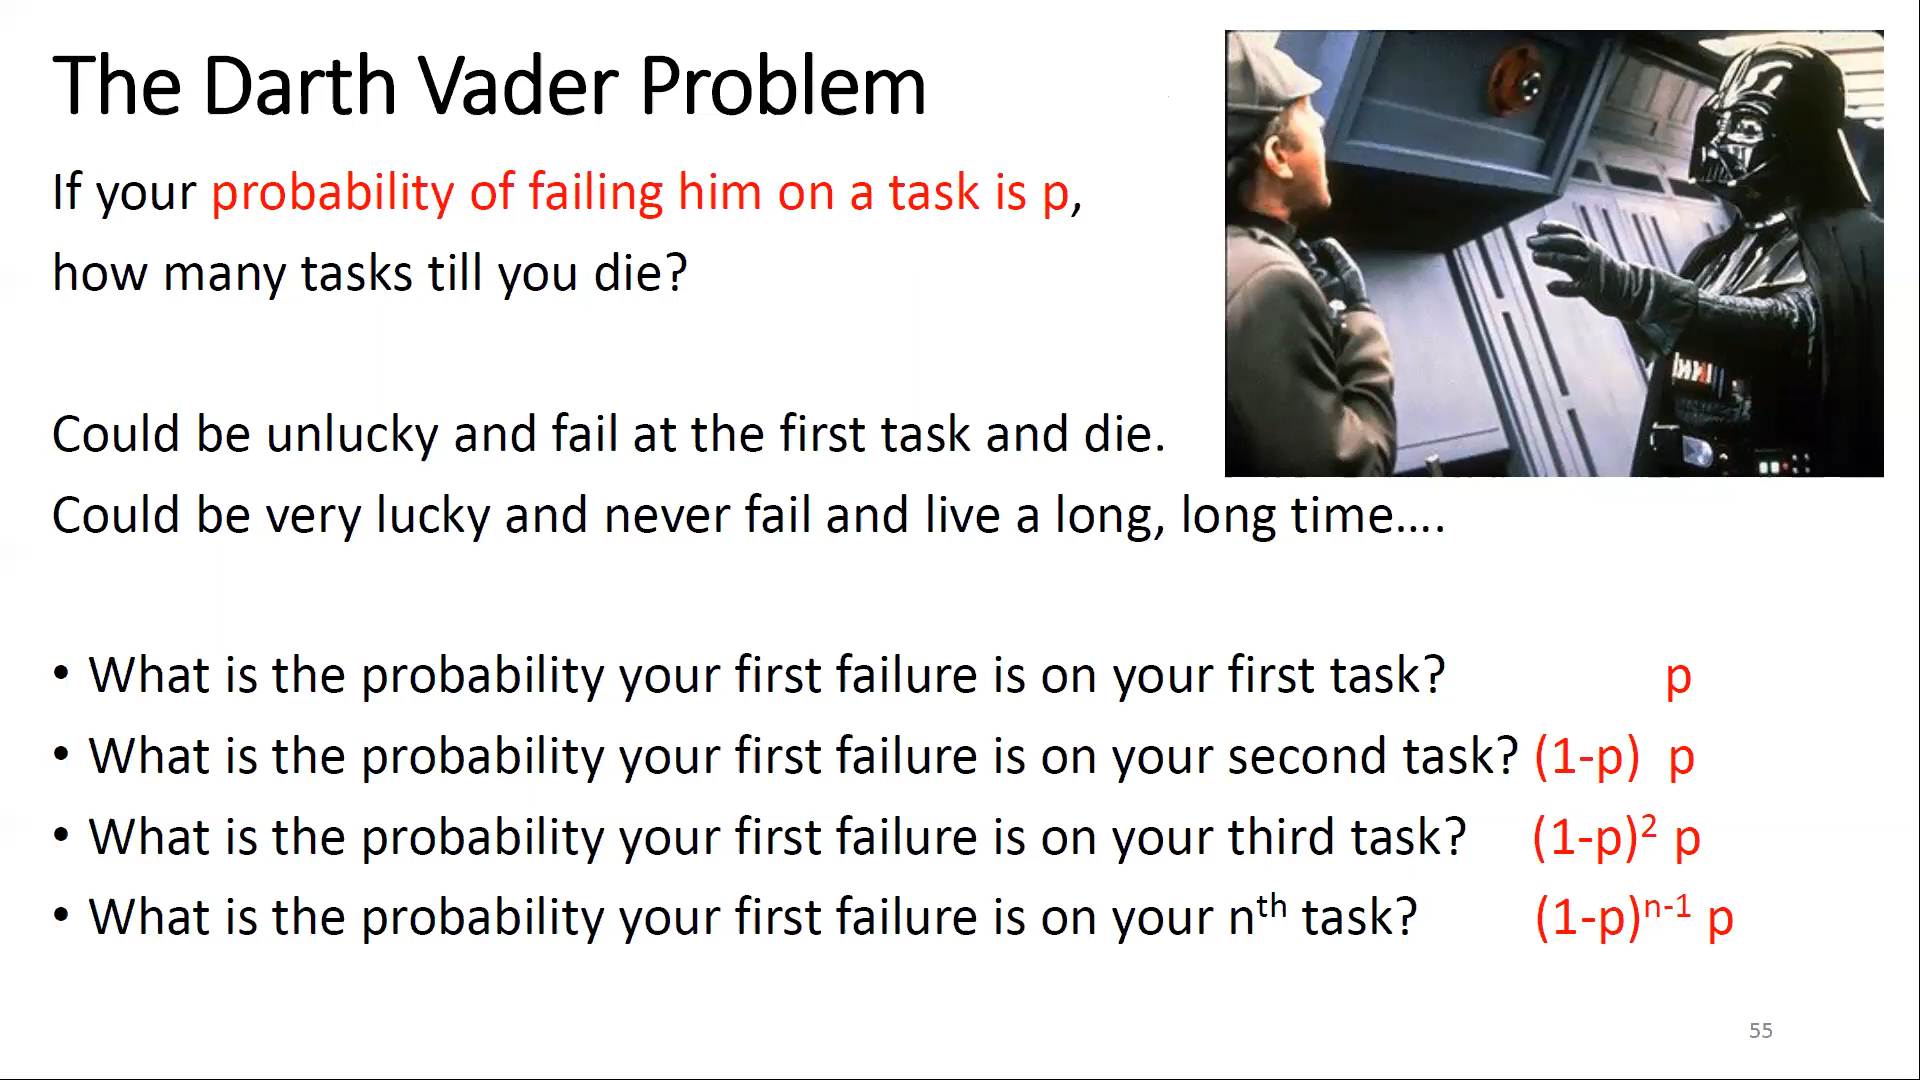 The Darth Vader Problem
If your probability of failing him on a task is p,
how many tasks till you die?
Could be unlucky and fail at the first task and die.
Could be very lucky and never fail and live a long, long time....
• What is the probability your first failure is on your first task? p
• What is the probability your first failure is on your second task? (1-p) p
• What is the probability your first failure is on your third task? (1-p)² p
• What is the probability your first failure is on your nᵗʰ task? (1-p)ⁿ⁻¹ p
55